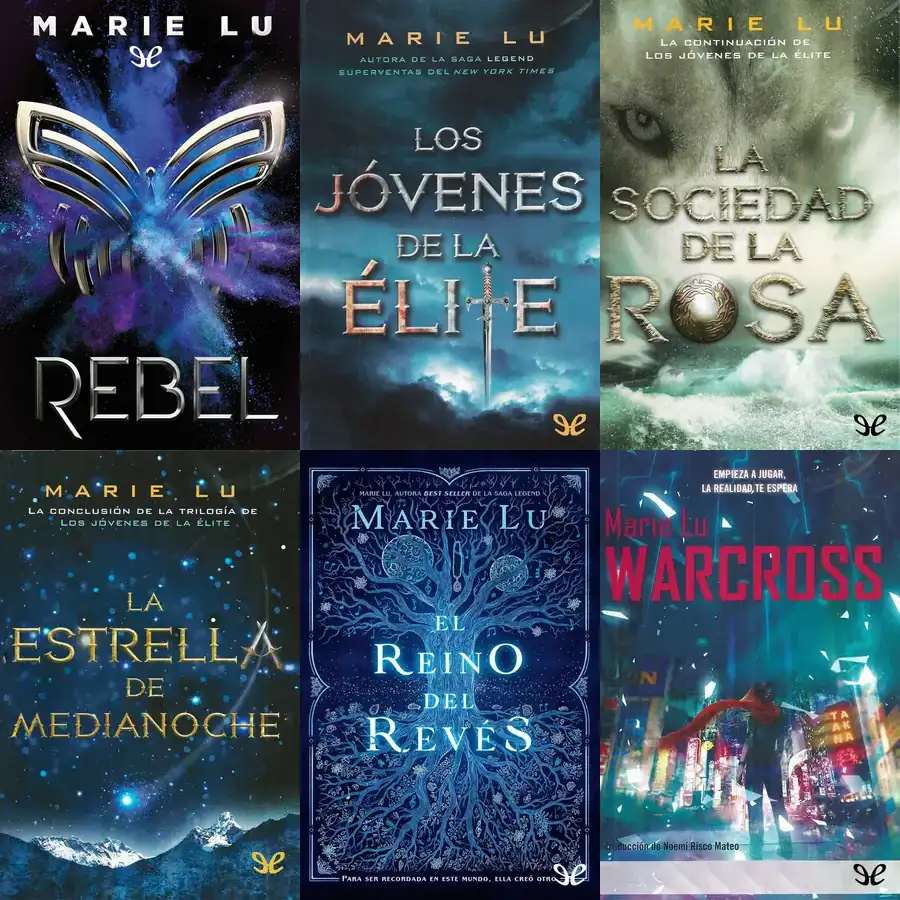 MARIE LU
REBEL
MARIE LU
AUTORA DE LA SAGA LEGEND
SUPERVENTAS DEL NEW YORK TIMES
LOS
JÓVENES
DE LA
ÉLITE
MARIE LU
LA CONTINUACIÓN DE
LOS JÓVENES DE LA ÉLITE
LA
SOCIEDAD
DE LA
ROSA
MARIE LU
LA CONCLUSIÓN DE LA TRILOGÍA DE
LOS JÓVENES DE LA ÉLITE
LA
ESTRELLA
DE
MEDIANOCHE
MARIE LU, AUTORA BEST SELLER DE LA SAGA LEGEND
MARIE LU
EL
REINO
DEL
REVÉS
PARA SER RECORDADA EN ESTE MUNDO, ELLA CREÓ OTRO
EMPIEZA A JUGAR,
LA REALIDAD TE ESPERA
Marie Lu
WARCROSS
TA
AKA
NA
de Noemí Risco Mateo